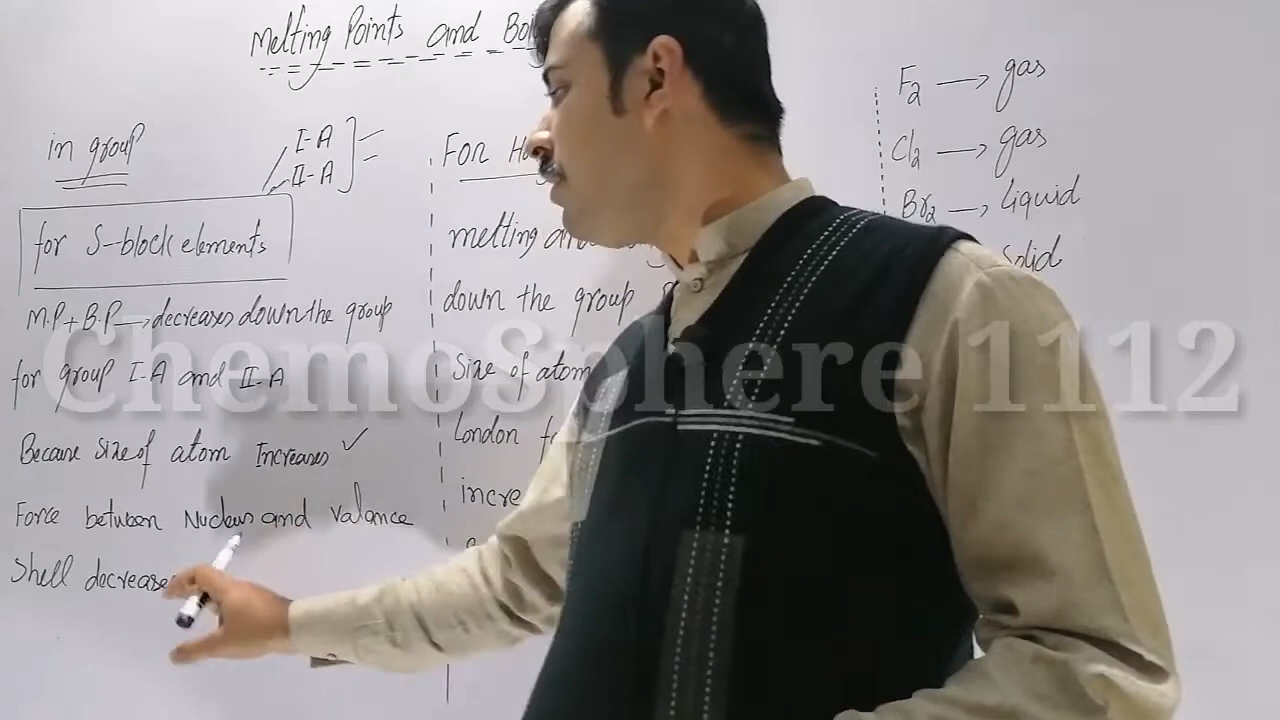 Melting Points and
in group
I-A
II-A
for S-block elements
M.P+B.P→decreases down the group
for group I-A and II-A
Because Size of atom Increases ✓
Force between Nucleus and Valance
Shell decreases
For
melting
down the group
Size of atom
London
F2 → gas
Cl2 → gas
Br2 → liquid
Solid
ChemoSphere 1112